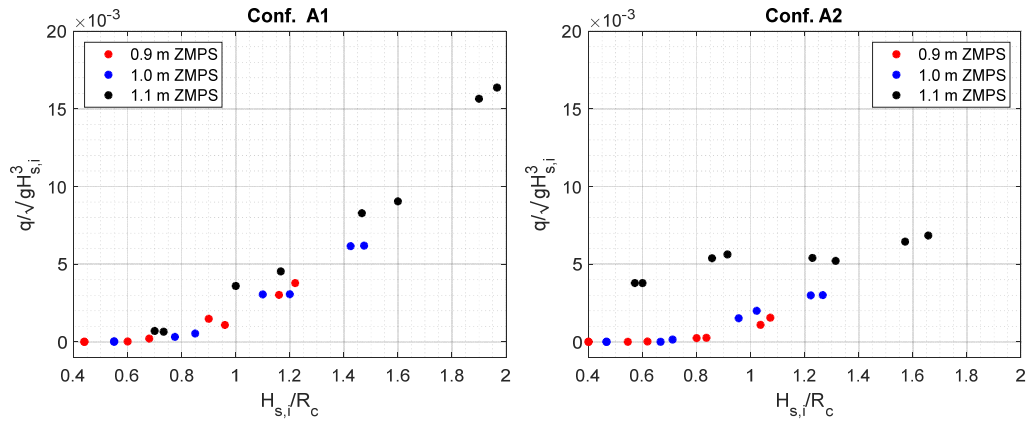 Conf. A1
×10⁻³
20
15
10
5
0
q/√gH³s,i
0.9 m ZMPS
1.0 m ZMPS
1.1 m ZMPS
0.4 0.6 0.8 1 1.2 1.4 1.6 1.8 2
Hs,i/Rc
Conf. A2
×10⁻³
20
15
10
5
0
q/√gH³s,i
0.9 m ZMPS
1.0 m ZMPS
1.1 m ZMPS
0.4 0.6 0.8 1 1.2 1.4 1.6 1.8 2
Hs,i/Rc